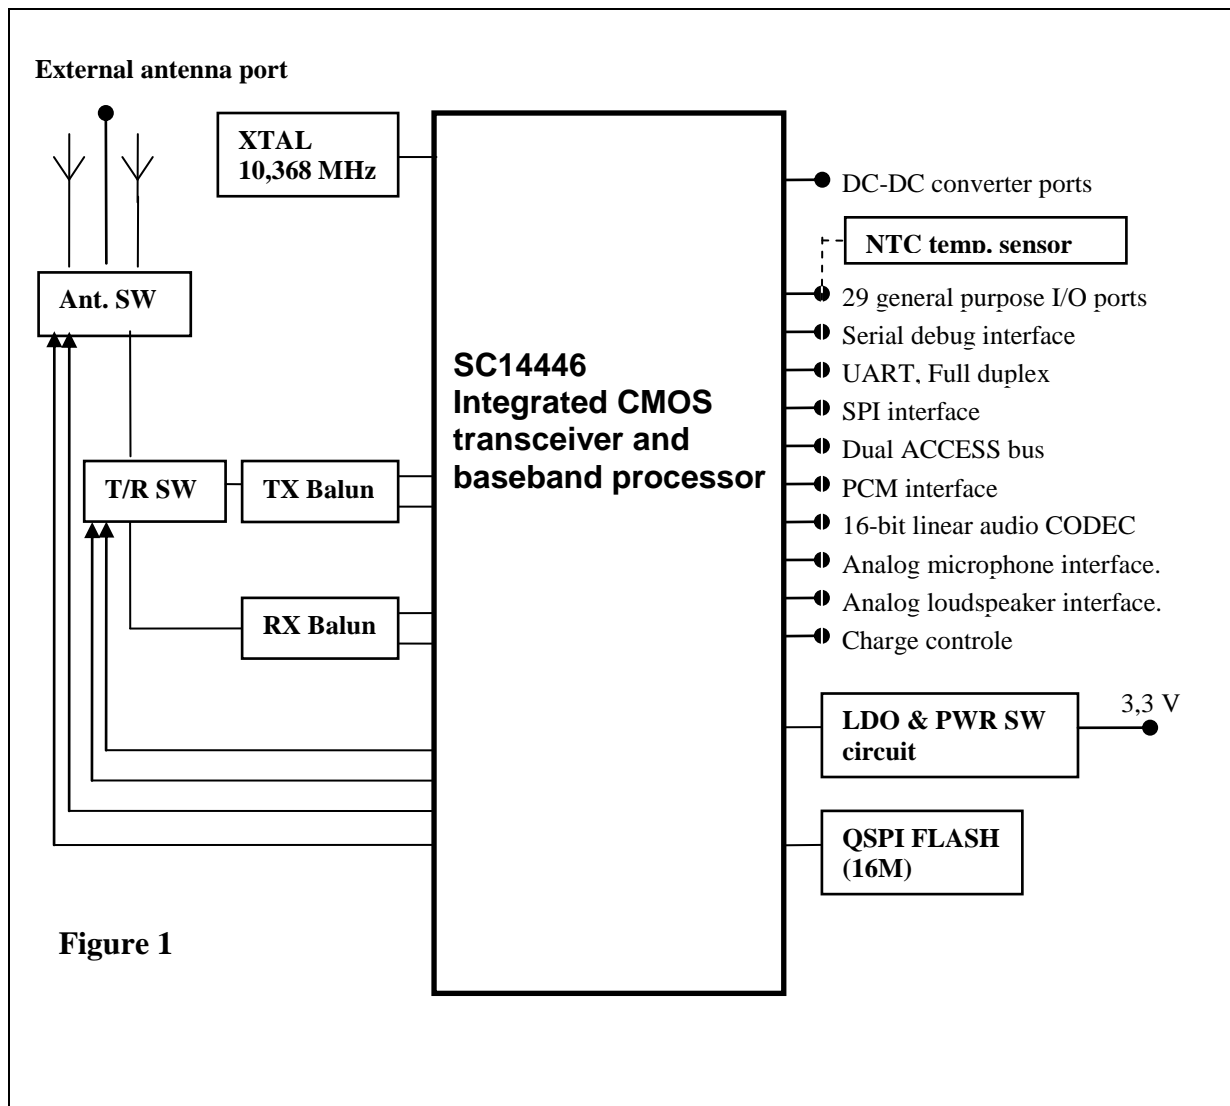 External antenna port
XTAL
10,368 MHz
DC-DC converter ports
NTC temp. sensor
Ant. SW
29 general purpose I/O ports
Serial debug interface
SC14446
Integrated CMOS
transceiver and
baseband processor
UART, Full duplex
SPI interface
Dual ACCESS bus
T/R SW
TX Balun
PCM interface
16-bit linear audio CODEC
Analog microphone interface.
Analog loudspeaker interface.
RX Balun
Charge controle
LDO & PWR SW
circuit
3,3 V
QSPI FLASH
(16M)
Figure 1